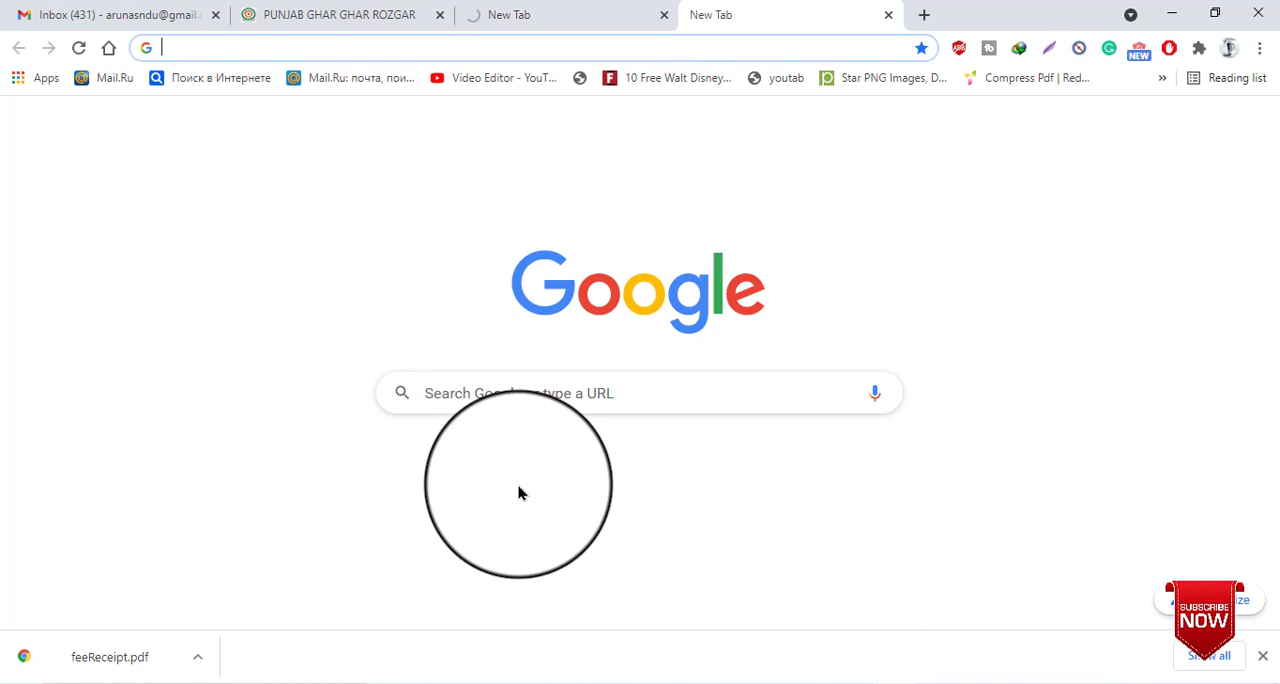 Inbox (431) - arunasndu@gmail.c
PUNJAB GHAR GHAR ROZGAR
New Tab
New Tab
Apps
Mail.Ru
Поиск в Интернете
Mail.Ru: почта, пои...
Video Editor - YouT...
10 Free Walt Disney...
youtab
Star PNG Images, D...
Compress Pdf | Red...
»
Reading list
NEW
Google
Search type a URL
SUBSCRIBE
NOW
feeReceipt.pdf
all